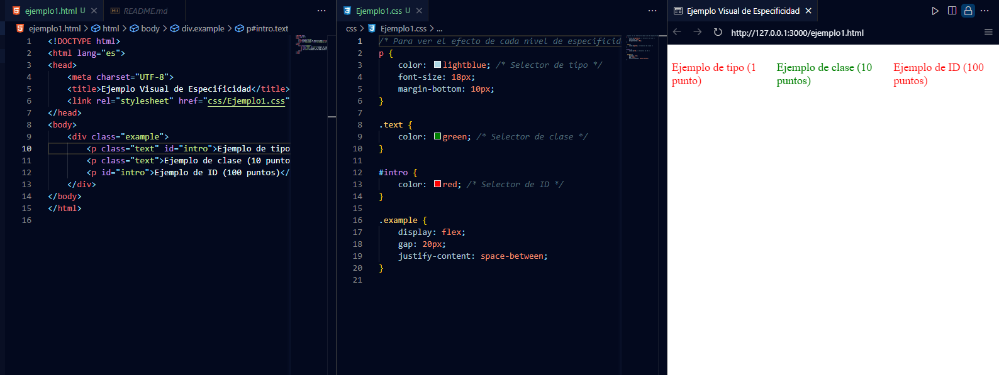 ejemplo1.html U
README.md
ejemplo1.html > html > body > div.example > p#intro.text
1 <!DOCTYPE html>
2 <html lang="es">
3 <head>
4 <meta charset="UTF-8">
5 <title>Ejemplo Visual de Especificidad</title>
6 <link rel="stylesheet" href="css/Ejemplo1.css"
7 </head>
8 <body>
9 <div class="example">
10 <p class="text" id="intro">Ejemplo de tipo
11 <p class="text">Ejemplo de clase (10 punto
12 <p id="intro">Ejemplo de ID (100 puntos)</
13 </div>
14 </body>
15 </html>
16
Ejemplo1.css U
css > Ejemplo1.css > ...
1 /* Para ver el efecto de cada nivel de especificid
2 p {
3 color: lightblue; /* Selector de tipo */
4 font-size: 18px;
5 margin-bottom: 10px;
6 }
7
8 .text {
9 color: green; /* Selector de clase */
10 }
11
12 #intro {
13 color: red; /* Selector de ID */
14 }
15
16 .example {
17 display: flex;
18 gap: 20px;
19 justify-content: space-between;
20 }
21
Ejemplo Visual de Especificidad
http://127.0.0.1:3000/ejemplo1.html
Ejemplo de tipo (1
punto)
Ejemplo de clase (10
puntos)
Ejemplo de ID (100
puntos)